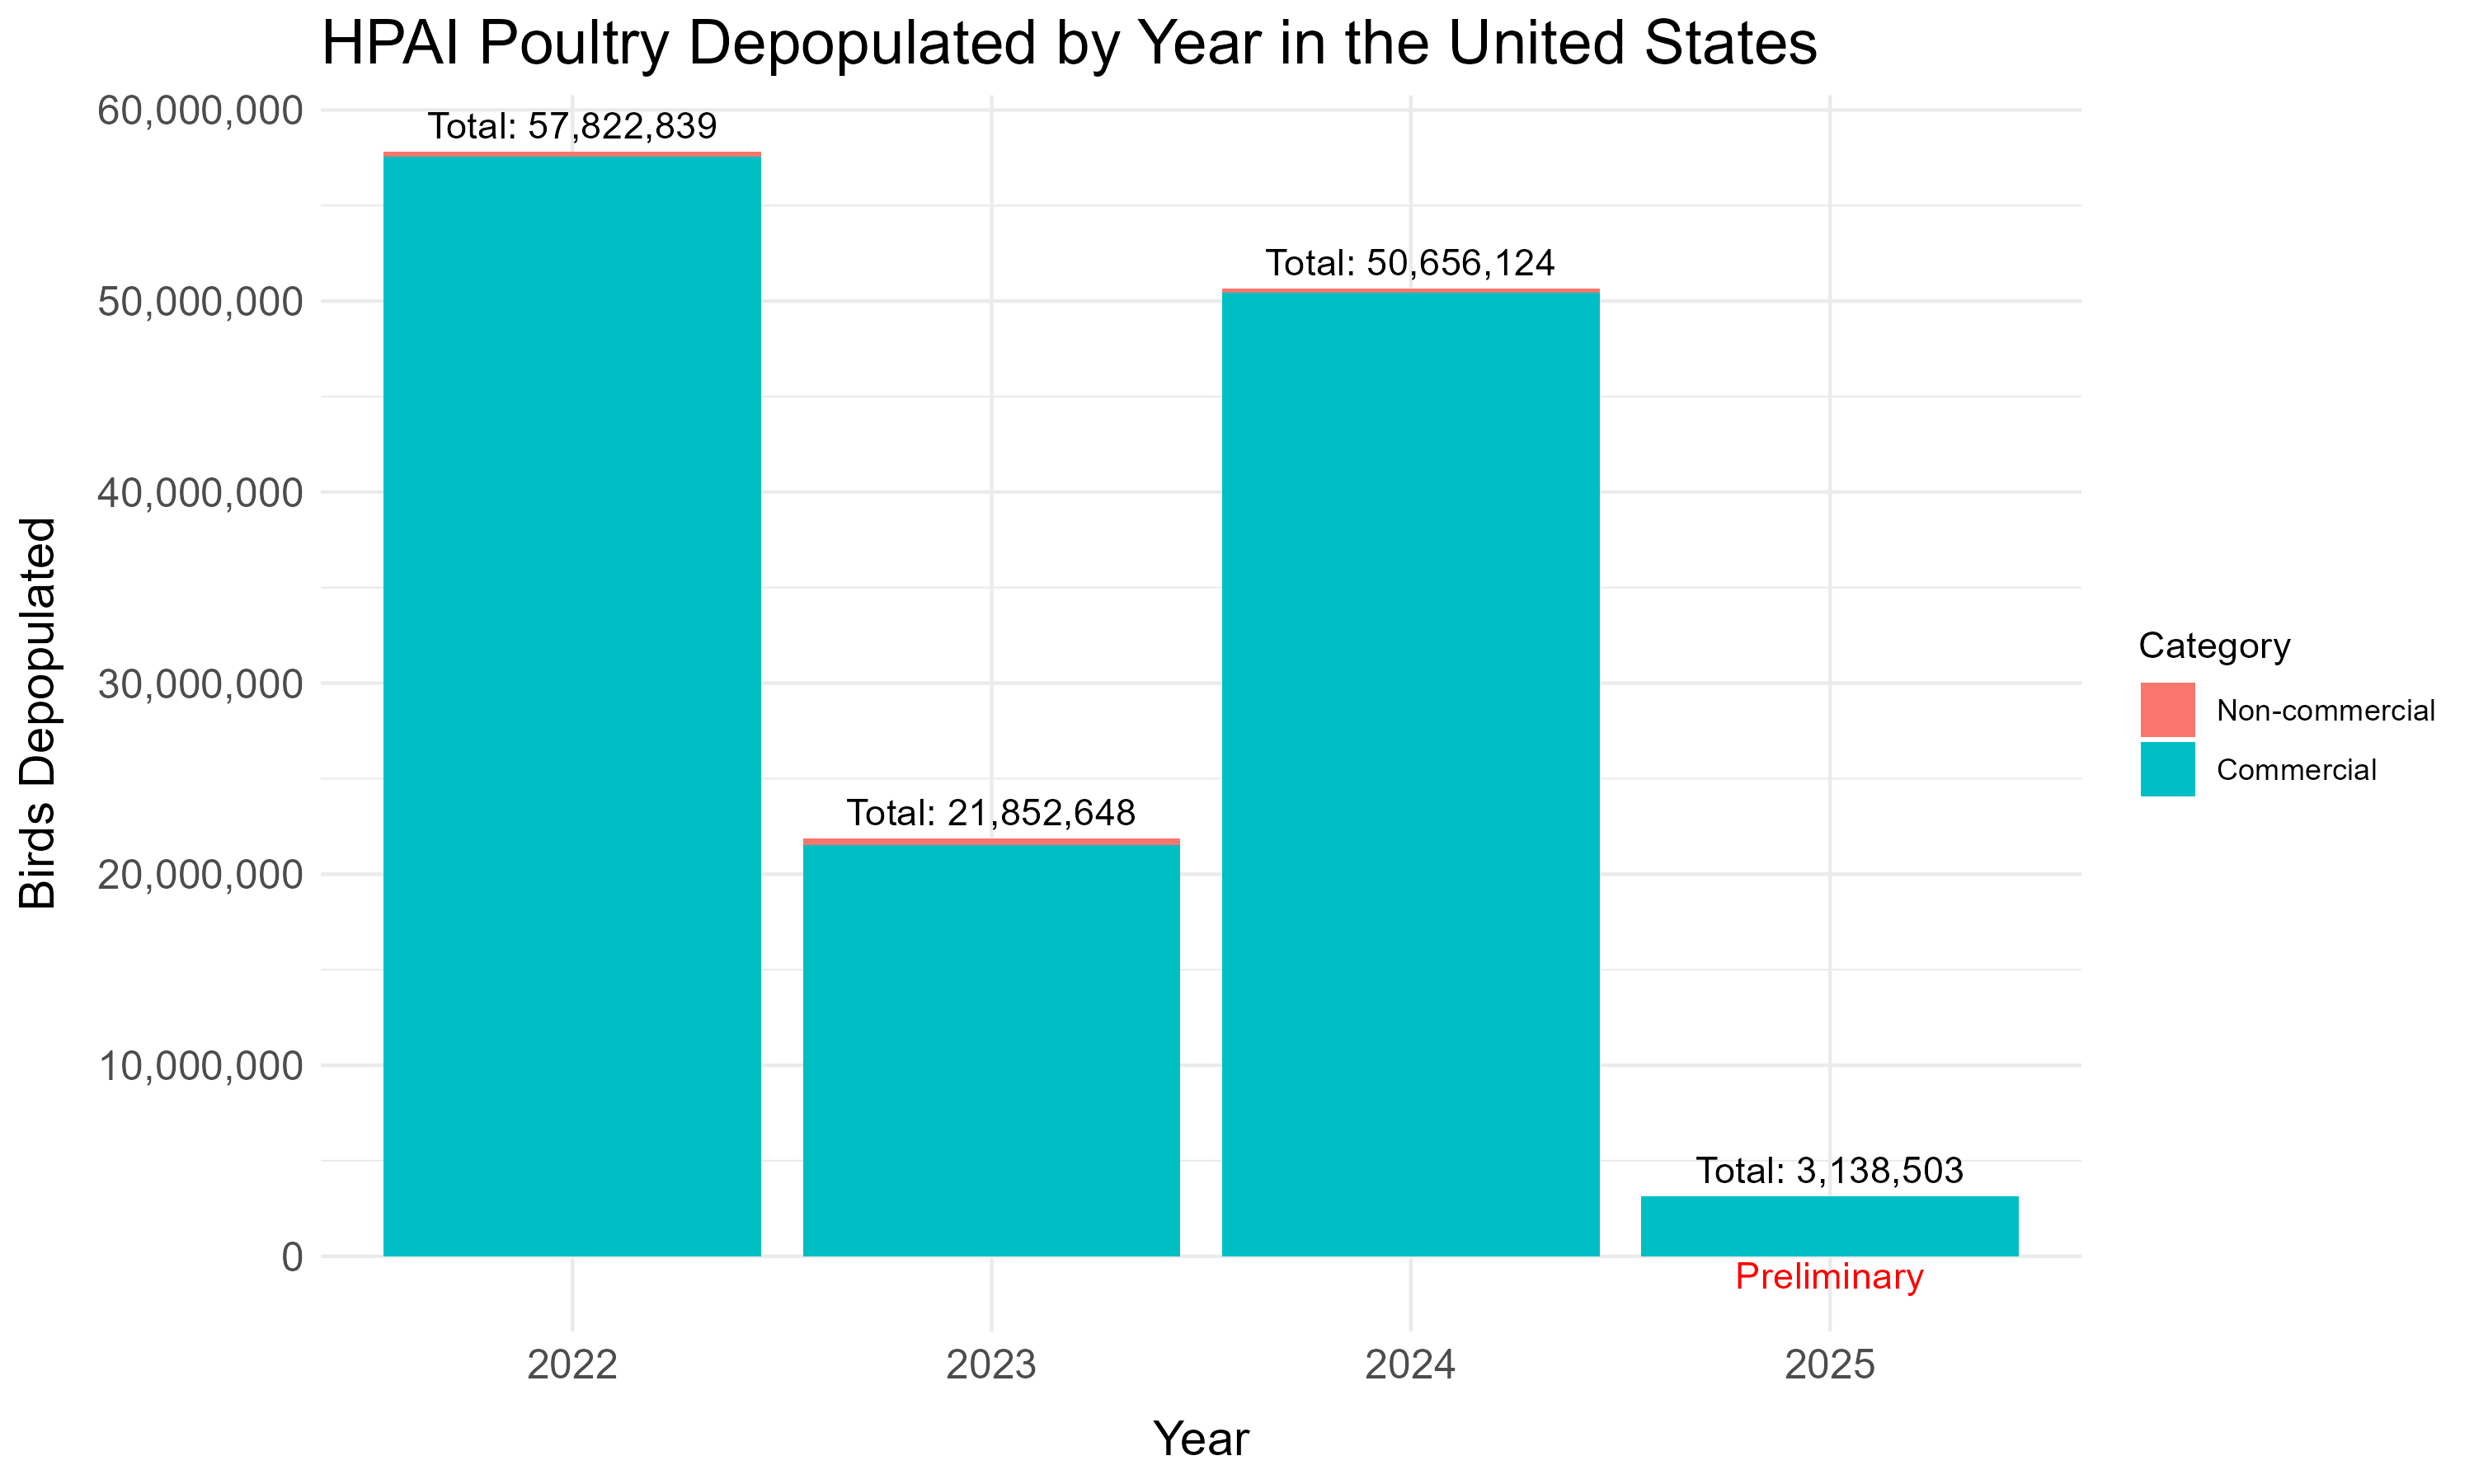 HPAI Poultry Depopulated by Year in the United States
60,000,000
50,000,000
40,000,000
30,000,000
20,000,000
10,000,000
0
Birds Depopulated
Total: 57,822,839
Total: 21,852,648
Total: 50,656,124
Total: 3,138,503
Preliminary
2022
2023
2024
2025
Year
Category
Non-commercial
Commercial